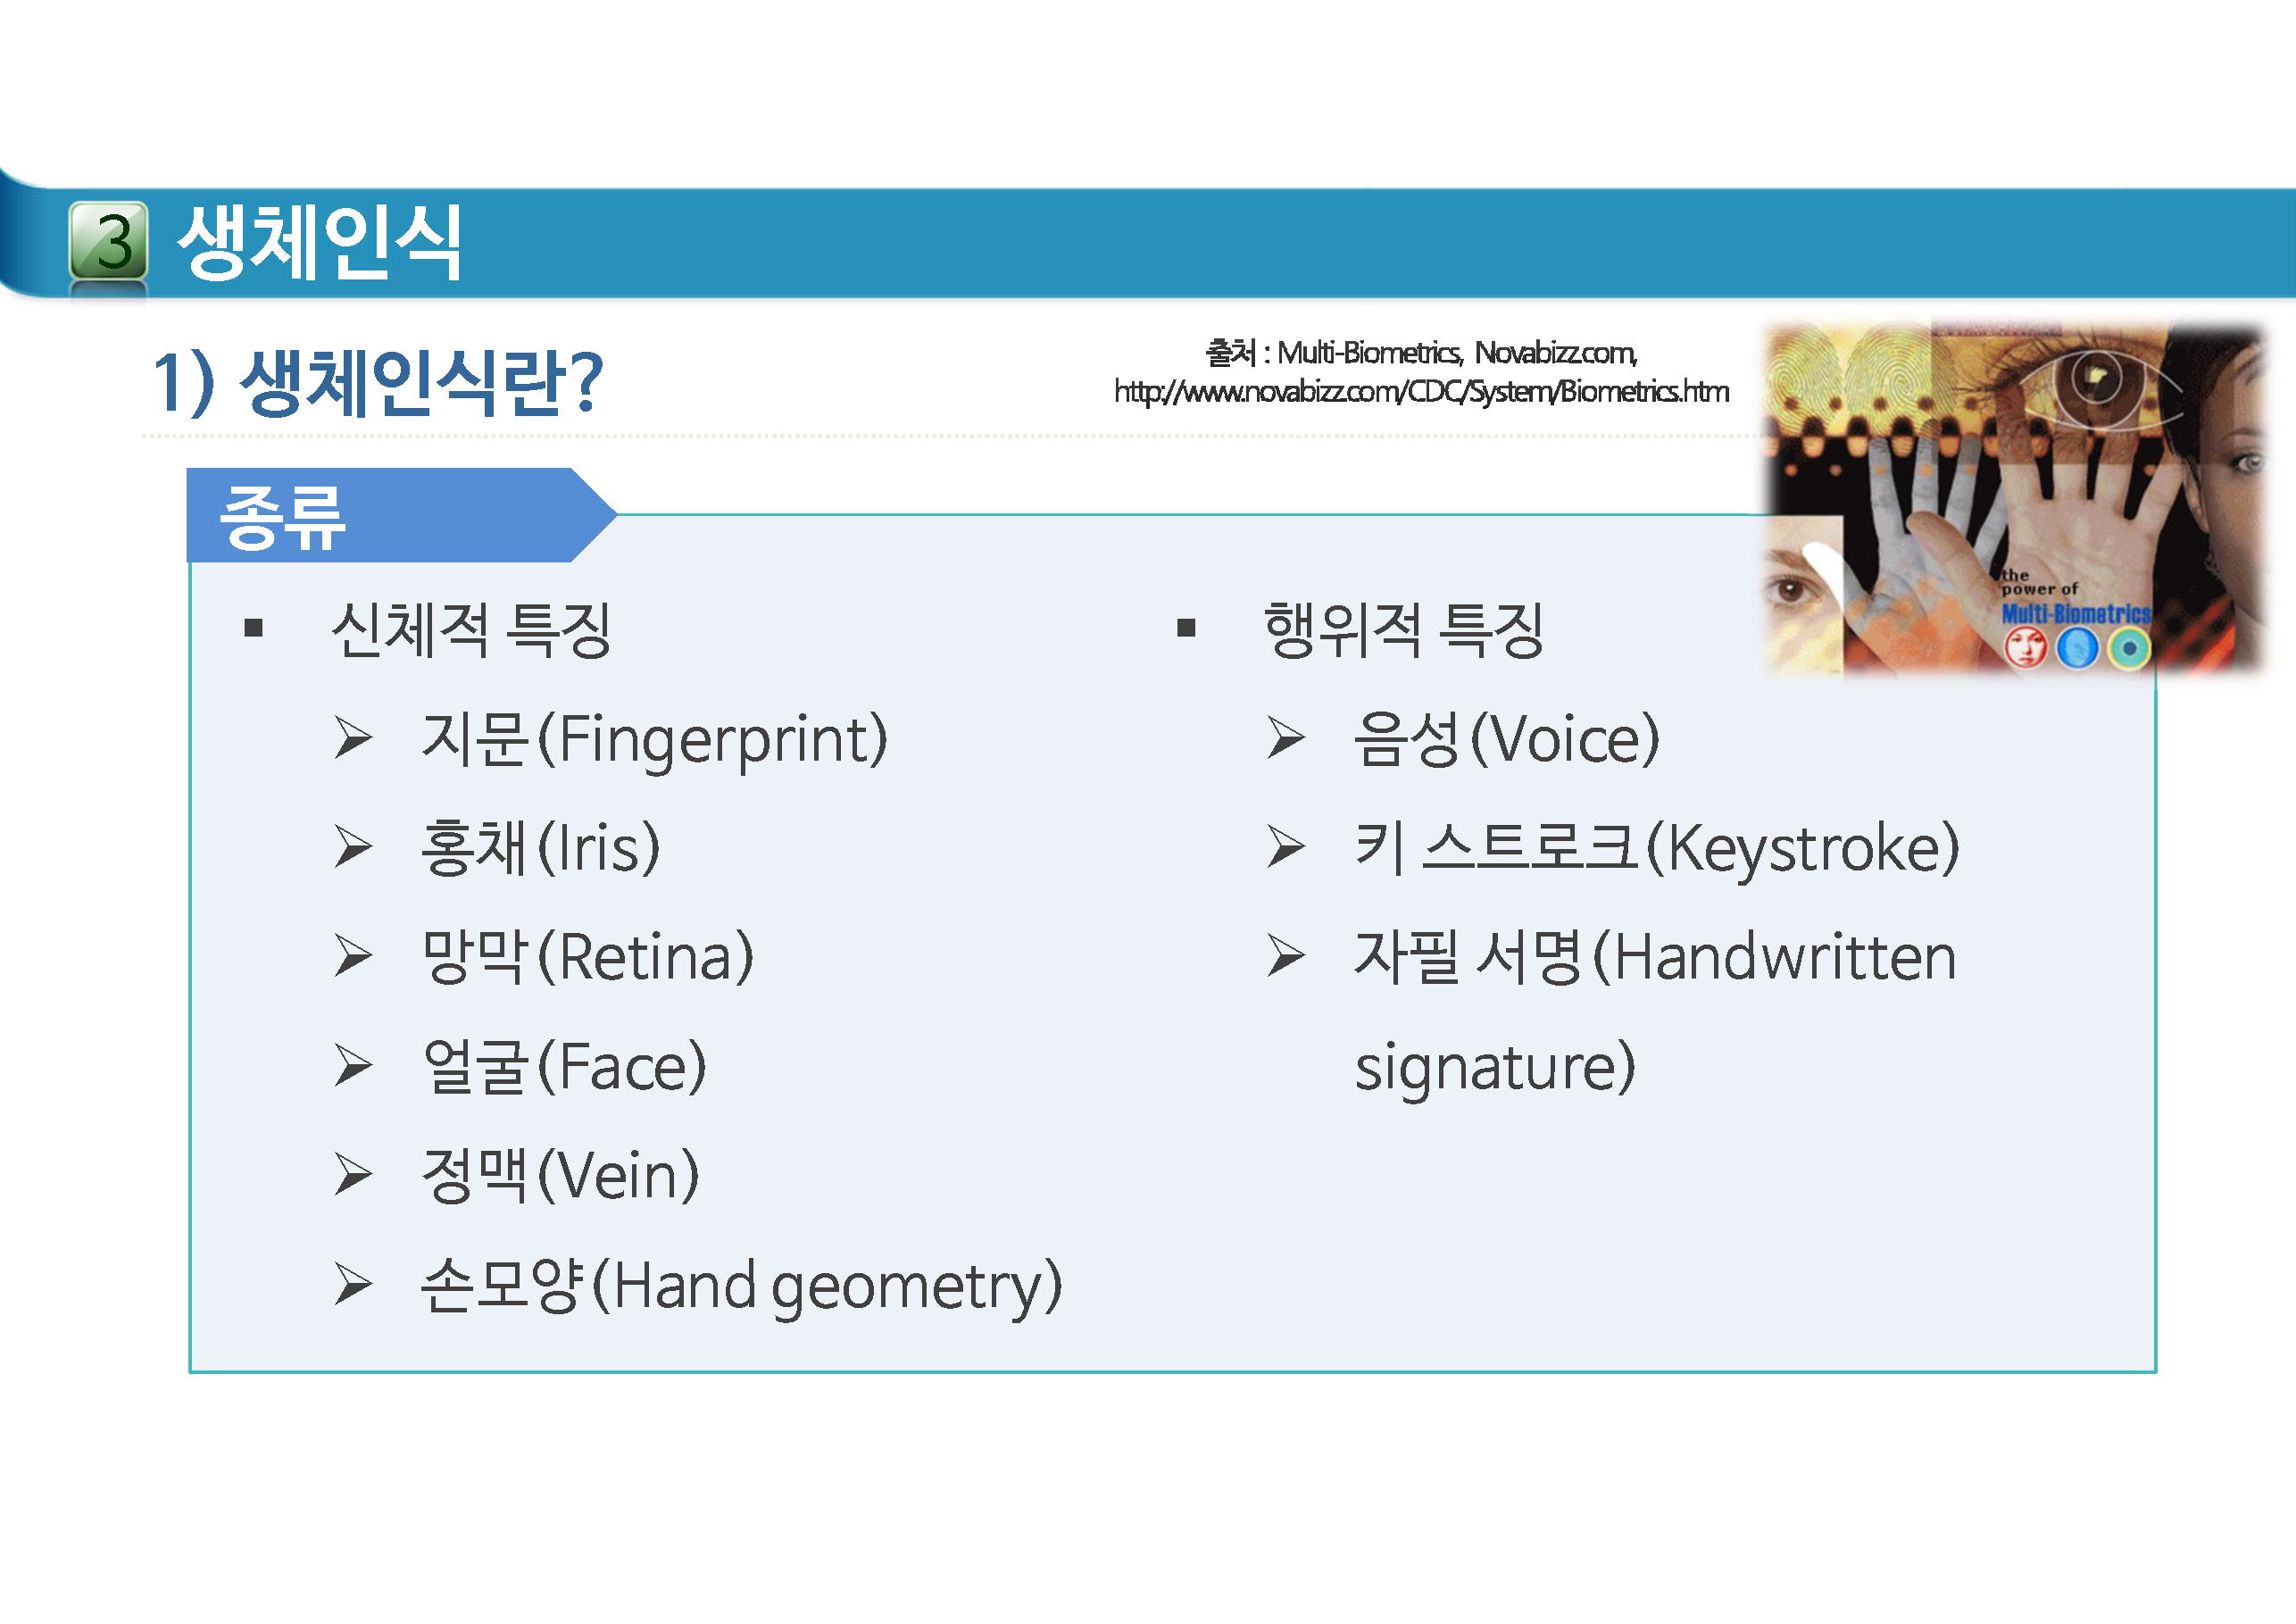 3 생체인식
1) 생체인식란?
출처 : Multi-Biometrics, Novabizz.com,
http://www.novabizz.com/CDC/System/Biometrics.htm
the
power of
Multi-Biometrics
종류
▪ 신체적 특징
➢ 지문(Fingerprint)
➢ 홍채(Iris)
➢ 망막(Retina)
➢ 얼굴(Face)
➢ 정맥(Vein)
➢ 손모양(Hand geometry)
▪ 행위적 특징
➢ 음성(Voice)
➢ 키 스트로크(Keystroke)
➢ 자필 서명(Handwritten
signature)